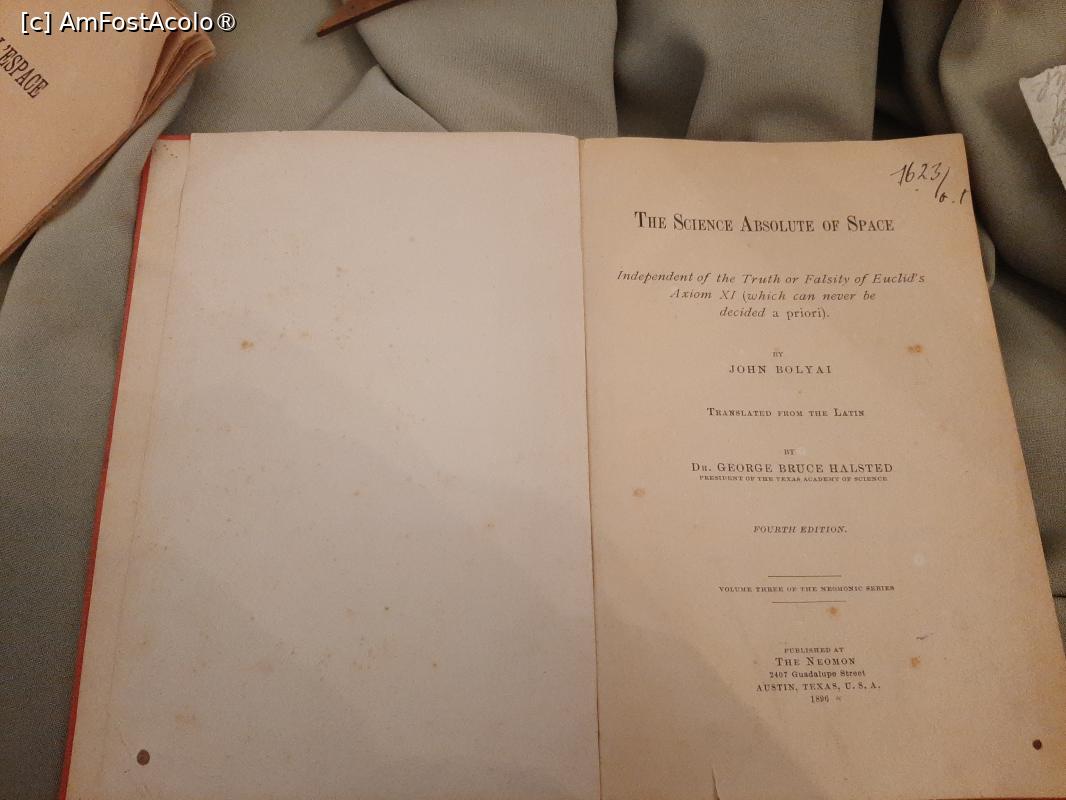 [c] AmFostAcolo®
L'ESPACE
1623/
THE SCIENCE ABSOLUTE OF SPACE
Independent of the Truth or Falsity of Euclid's
Axiom XI (which can never be
decided a priori).
BY
JOHN BOLYAI
TRANSLATED FROM THE LATIN
BY
DR. GEORGE BRUCE HALSTED
PRESIDENT OF THE TEXAS ACADEMY OF SCIENCE
FOURTH EDITION.
VOLUME THREE OF THE NEOMONIC SERIES
PUBLISHED AT
THE NEOMON
2407 Guadalupe Street
AUSTIN, TEXAS, U. S. A.
1896